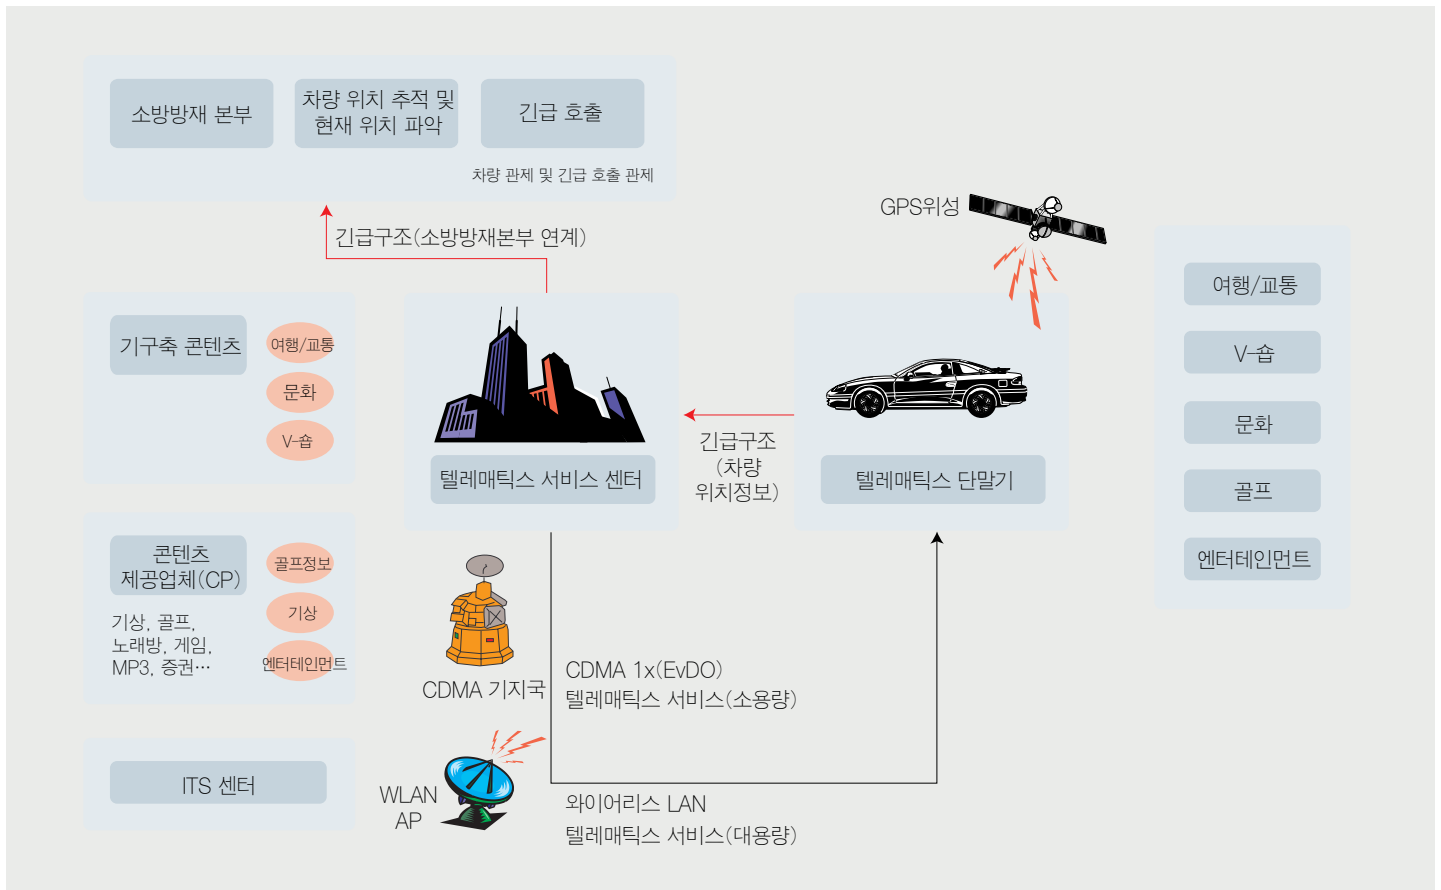 소방방재 본부
차량 위치 추적 및
현재 위치 파악
긴급 호출
차량 관제 및 긴급 호출 관제
긴급구조(소방방재본부 연계)
GPS위성
기구축 콘텐츠
여행/교통
문화
V-숍
텔레매틱스 서비스 센터
긴급구조
(차량
위치정보)
텔레매틱스 단말기
여행/교통
V-숍
문화
골프
엔터테인먼트
콘텐츠
제공업체(CP)
기상, 골프,
노래방, 게임,
MP3, 증권…
골프정보
기상
엔터테인먼트
CDMA 기지국
CDMA 1x(EvDO)
텔레매틱스 서비스(소용량)
ITS 센터
WLAN
AP
와이어리스 LAN
텔레매틱스 서비스(대용량)